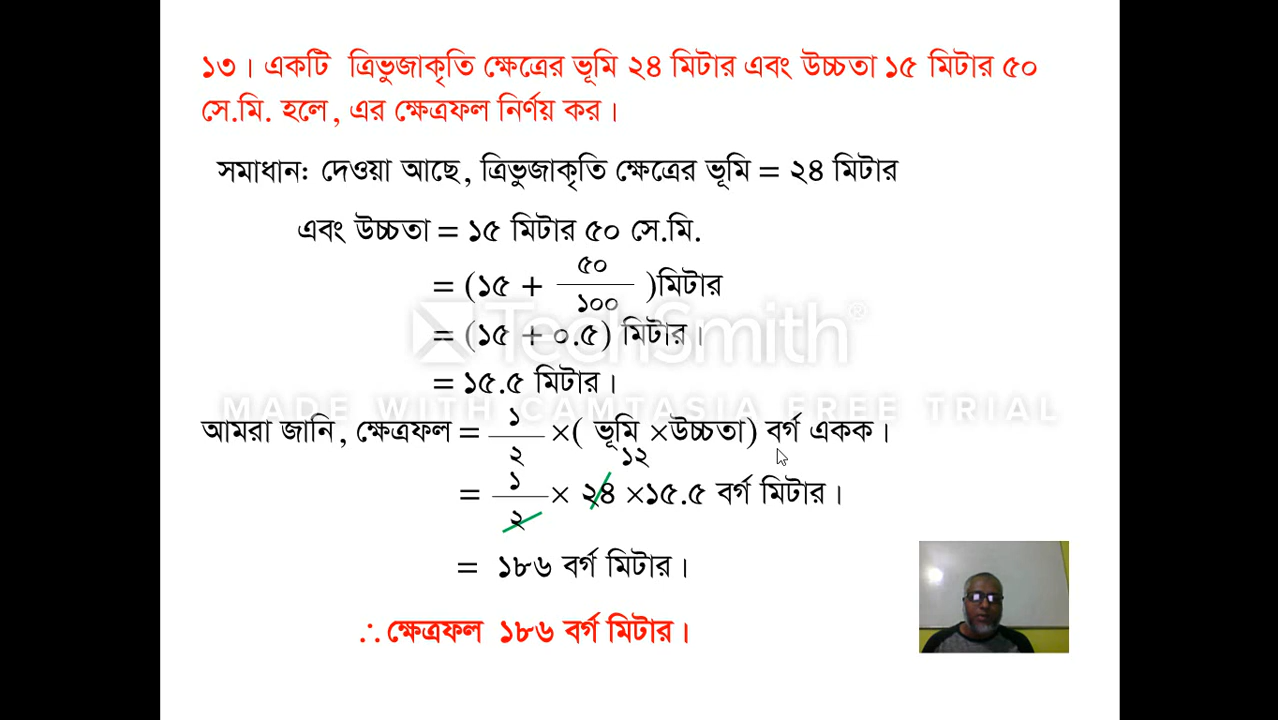 ১৩। একটি ত্রিভুজাকৃতি ক্ষেত্রের ভূমি ২৪ মিটার এবং উচ্চতা ১৫ মিটার ৫০
সে.মি. হলে, এর ক্ষেত্রফল নির্ণয় কর।
সমাধান: দেওয়া আছে, ত্রিভুজাকৃতি ক্ষেত্রের ভূমি = ২৪ মিটার
এবং উচ্চতা = ১৫ মিটার ৫০ সে.মি.
৫০
= (১৫ + )মিটার
১০০
= (১৫ + ০.৫) মিটার।
TechSmith
= ১৫.৫ মিটার।
MADE WITH CAMTASIA FREE TRIAL
১
আমরা জানি, ক্ষেত্রফল = ×( ভূমি ×উচ্চতা) বর্গ একক।
২ ১২
১
= × ২৪ ×১৫.৫ বর্গ মিটার।
২
= ১৮৬ বর্গ মিটার।
∴ ক্ষেত্রফল ১৮৬ বর্গ মিটার।